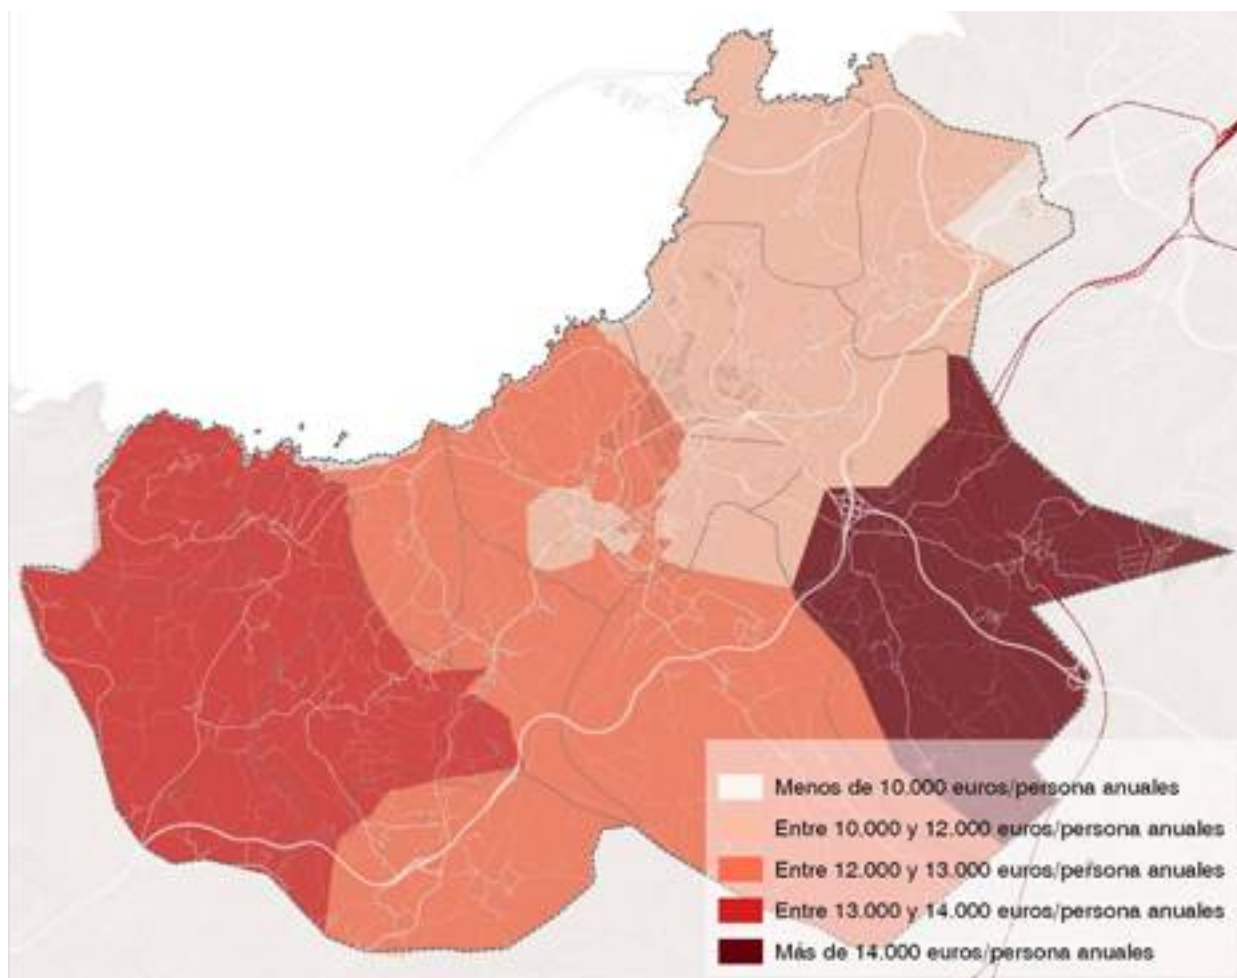 Menos de 10.000 euros/persona anuales
Entre 10.000 y 12.000 euros/persona anuales
Entre 12.000 y 13.000 euros/persona anuales
Entre 13.000 y 14.000 euros/persona anuales
Más de 14.000 euros/persona anuales